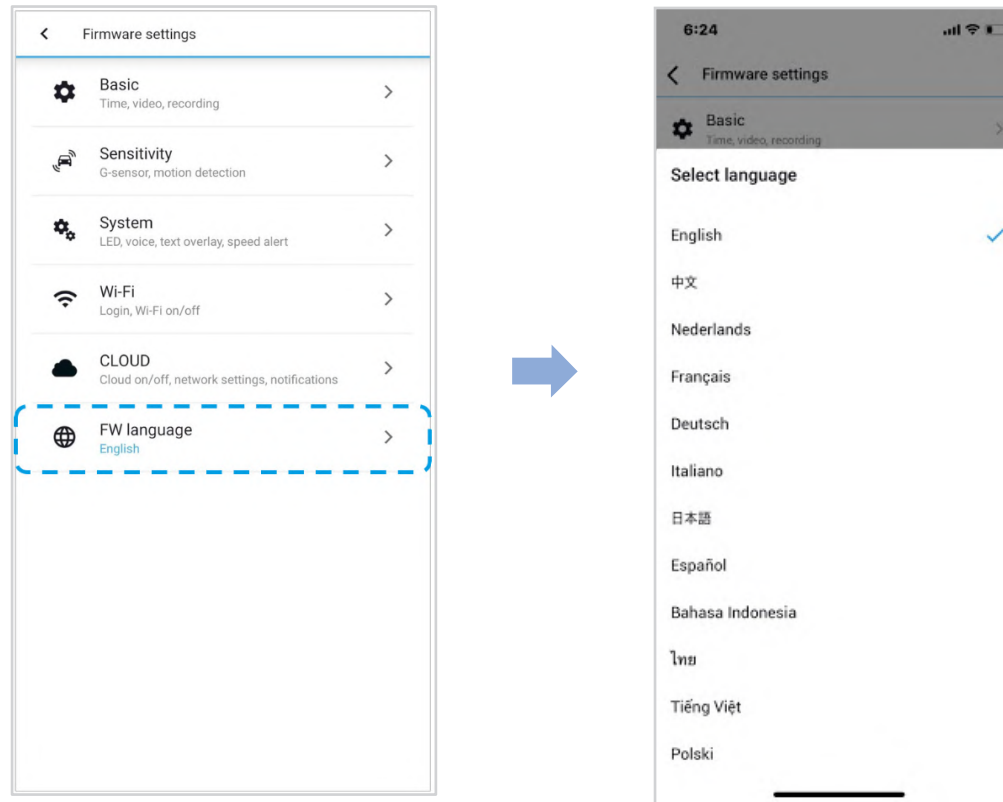 Firmware settings
Basic
Time, video, recording
Sensitivity
G-sensor, motion detection
System
LED, voice, text overlay, speed alert
Wi-Fi
Login, Wi-Fi on/off
CLOUD
Cloud on/off, network settings, notifications
FW language
English
6:24
Firmware settings
Basic
Time, video, recording
Select language
English
中文
Nederlands
Français
Deutsch
Italiano
日本語
Español
Bahasa Indonesia
ไทย
Tiếng Việt
Polski